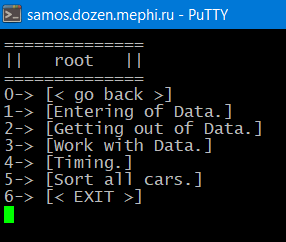 samos.dozen.mephi.ru - PuTTY
==============
||   root   ||
==============
0-> [< go back >]
1-> [Entering of Data.]
2-> [Getting out of Data.]
3-> [Work with Data.]
4-> [Timing.]
5-> [Sort all cars.]
6-> [< EXIT >]